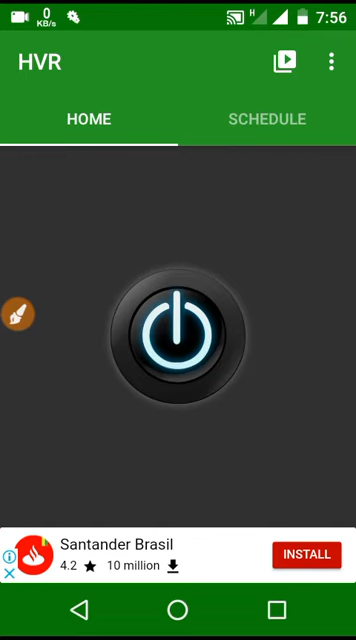 0
KB/s
H
7:56
HVR
HOME
SCHEDULE
Santander Brasil
4.2 ★ 10 million
INSTALL